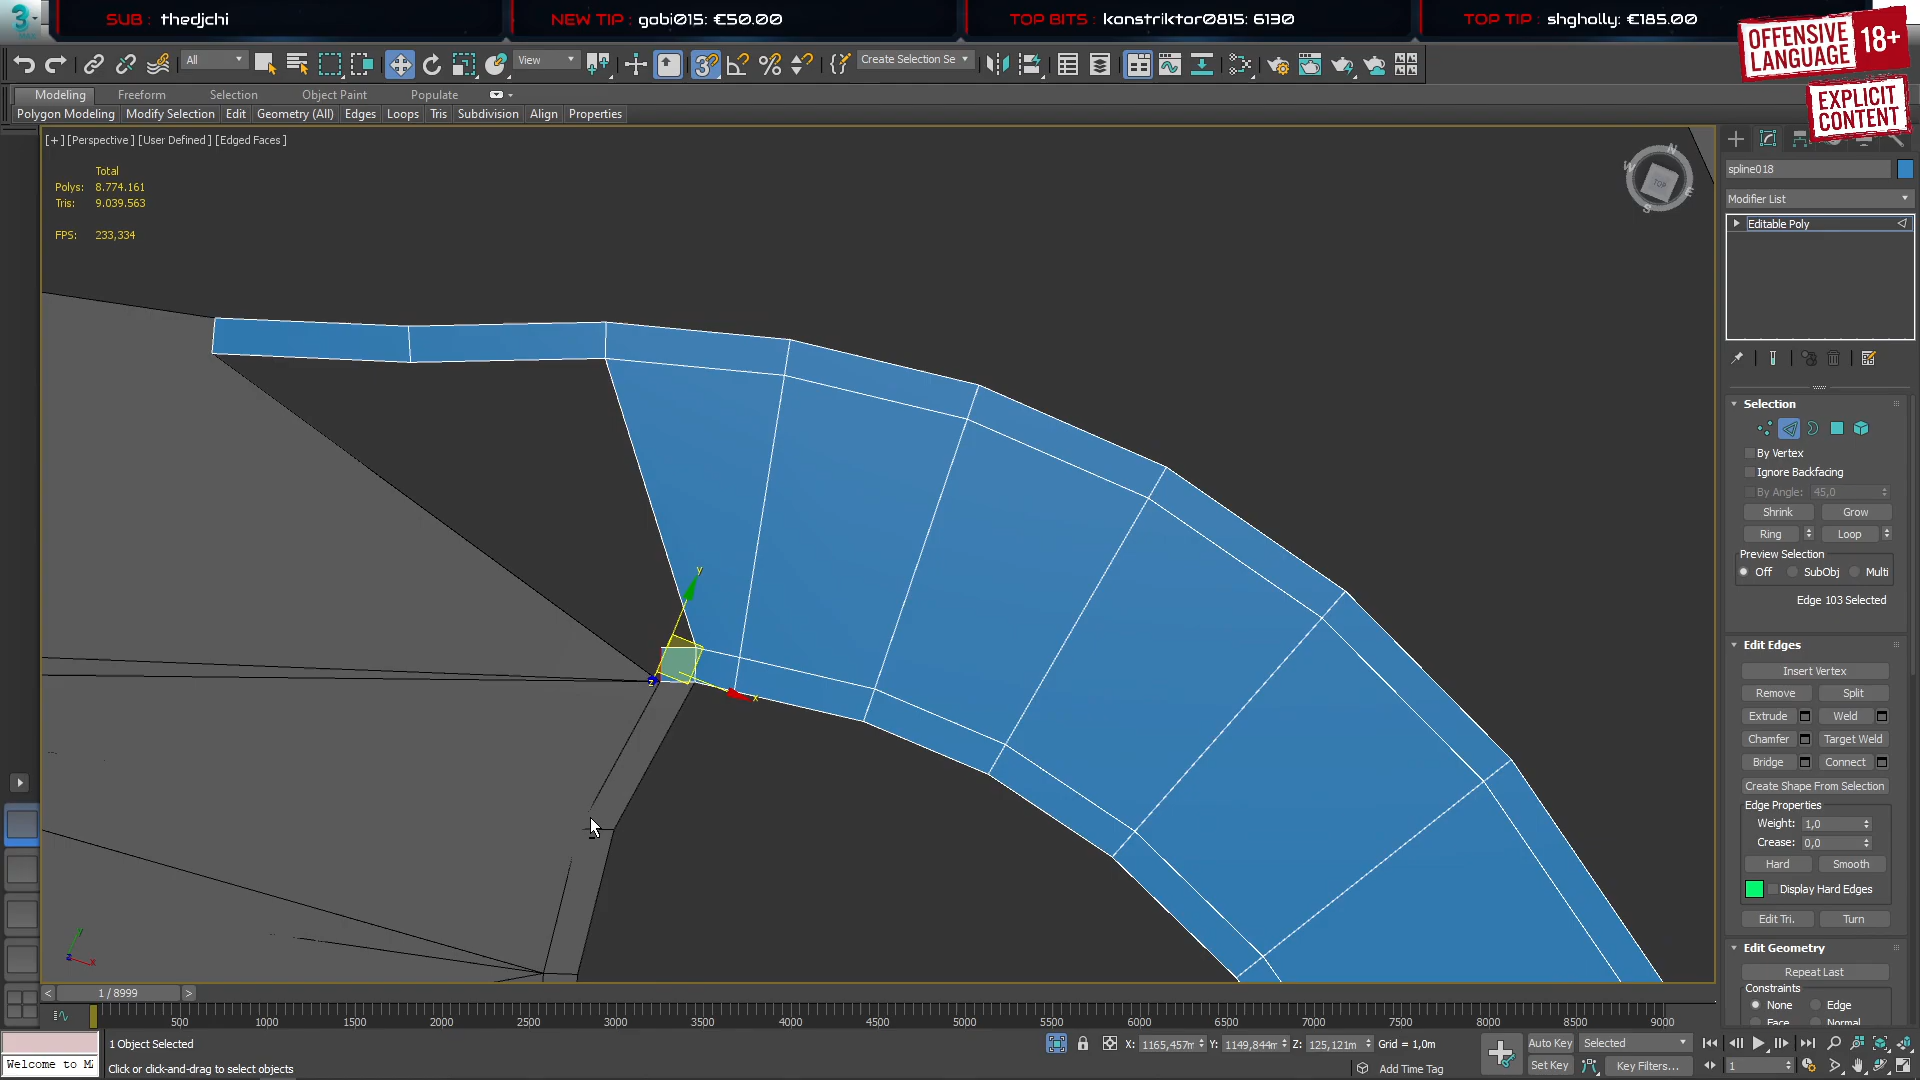 SUB : thedjchi
NEW TIP : gabi015: €50.00
TOP BITS : konstriktor0815: 6130
TOP TIP : shgholly: €185.00
OFFENSIVE LANGUAGE 18+
EXPLICIT CONTENT
3
MAX
All
View
Create Selection Se
Modeling
Freeform
Selection
Object Paint
Populate
Polygon Modeling
Modify Selection
Edit
Geometry (All)
Edges
Loops
Tris
Subdivision
Align
Properties
[+] [Perspective ] [User Defined ] [Edged Faces ]
Total
Polys: 8.774.161
Tris: 9.039.563
FPS: 233,334
N
W
TOP
E
S
y
x
z
y
z
x
spline018
Modifier List
Editable Poly
Selection
By Vertex
Ignore Backfacing
By Angle: 45,0
Shrink
Grow
Ring
Loop
Preview Selection
Off
SubObj
Multi
Edge 103 Selected
Edit Edges
Insert Vertex
Remove
Split
Extrude
Weld
Chamfer
Target Weld
Bridge
Connect
Create Shape From Selection
Edge Properties
Weight: 1,0
Crease: 0,0
Hard
Smooth
Display Hard Edges
Edit Tri.
Turn
Edit Geometry
Repeat Last
Constraints
None
Edge
Face
Normal
< 1 / 8999 >
500 1000 1500 2000 2500 3000 3500 4000 4500 5000 5500 6000 6500 7000 7500 8000 8500 9000
1 Object Selected
Welcome to M
Click or click-and-drag to select objects
X: 1165,457m
Y: 1149,844m
Z: 125,121m
Grid = 1,0m
Add Time Tag
Auto Key
Selected
Set Key
Key Filters...
1